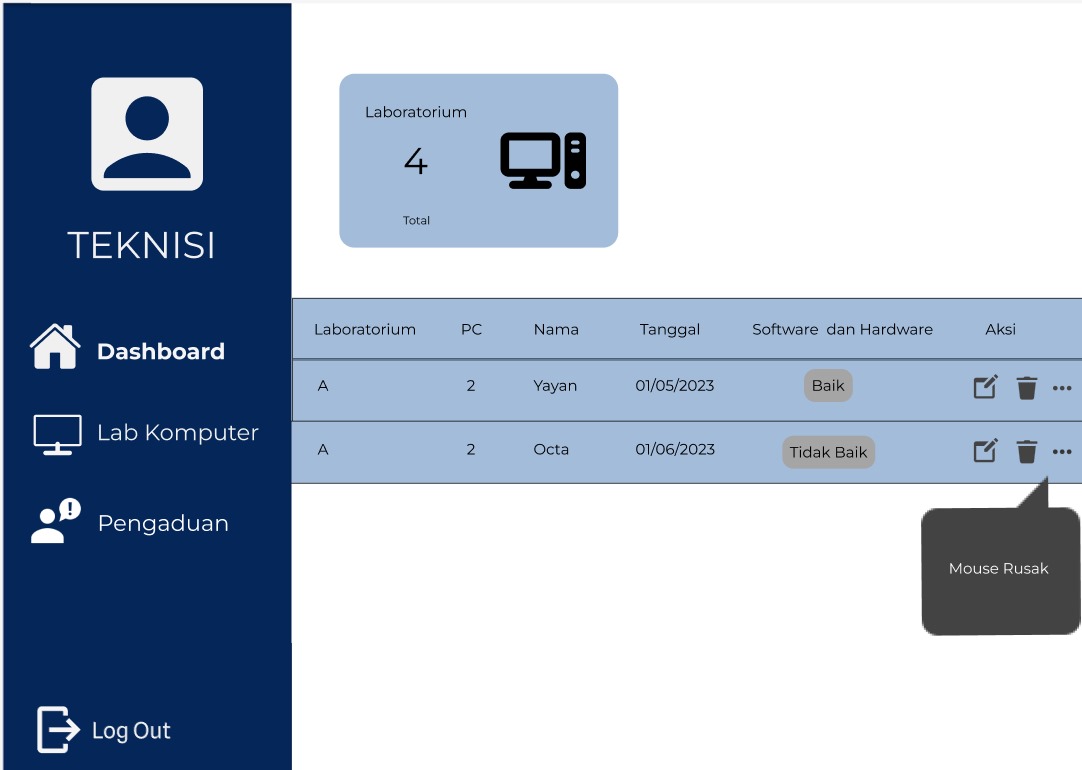 TEKNISI
Dashboard
Lab Komputer
Pengaduan
Log Out
Laboratorium
4
Total
Laboratorium PC Nama Tanggal Software dan Hardware Aksi
A 2 Yayan 01/05/2023 Baik
A 2 Octa 01/06/2023 Tidak Baik
Mouse Rusak